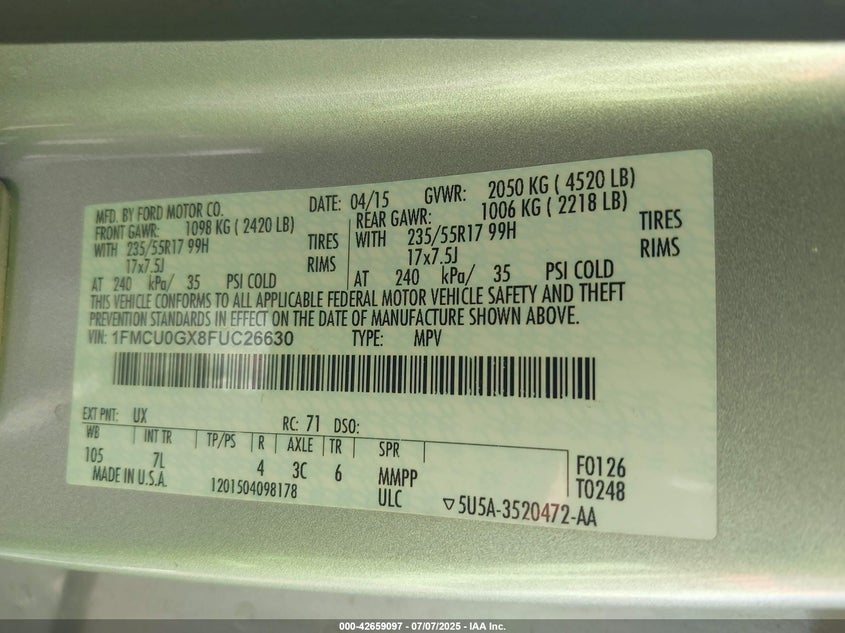 MFD. BY FORD MOTOR CO. DATE: 04/15 GVWR: 2050 KG ( 4520 LB)
FRONT GAWR: 1098 KG ( 2420 LB) REAR GAWR: 1006 KG ( 2218 LB)
WITH 235/55R17 99H TIRES WITH 235/55R17 99H TIRES
17x7.5J RIMS 17x7.5J RIMS
AT 240 kPa/ 35 PSI COLD AT 240 kPa/ 35 PSI COLD
THIS VEHICLE CONFORMS TO ALL APPLICABLE FEDERAL MOTOR VEHICLE SAFETY AND THEFT
PREVENTION STANDARDS IN EFFECT ON THE DATE OF MANUFACTURE SHOWN ABOVE.
VIN: 1FMCU0GX8FUC26630 TYPE: MPV
EXT PNT: UX RC: 71 DSO:
WB INT TR TP/PS R AXLE TR SPR
105 7L 4 3C 6 MMPP F0126
MADE IN U.S.A. 1201504098178 ULC T0248
▽5U5A-3520472-AA
000-42659097 - 07/07/2025 - IAA Inc.